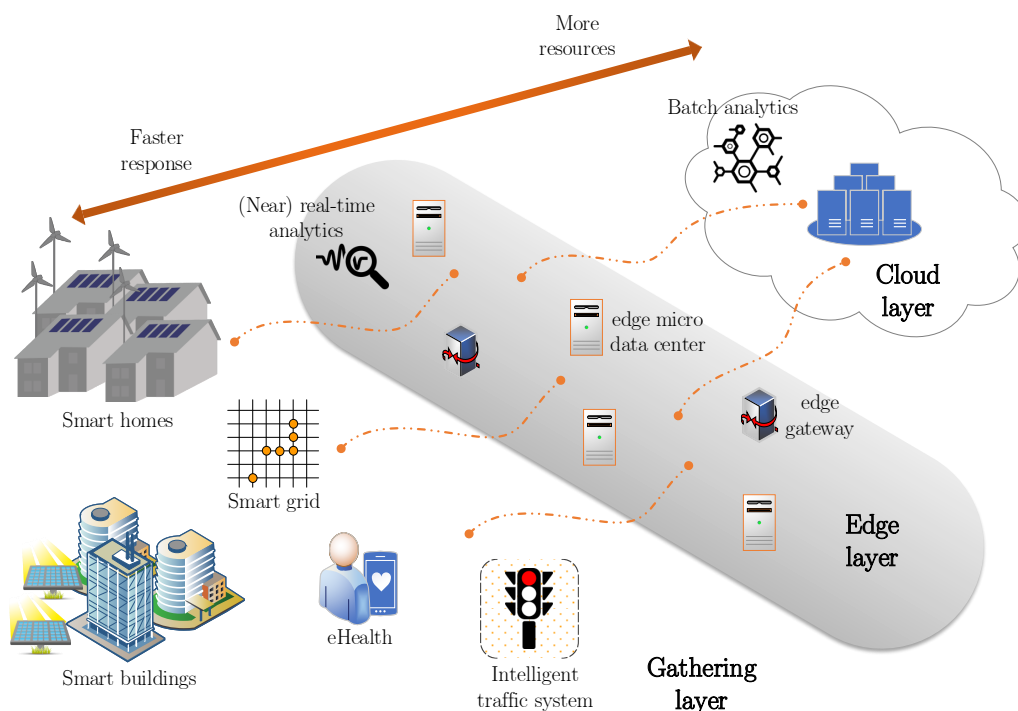 More
resources
Faster
response
Batch analytics
(Near) real-time
analytics
Cloud
layer
edge micro
data center
Smart homes
edge
gateway
Smart grid
Edge
layer
eHealth
Smart buildings
Intelligent
traffic system
Gathering
layer